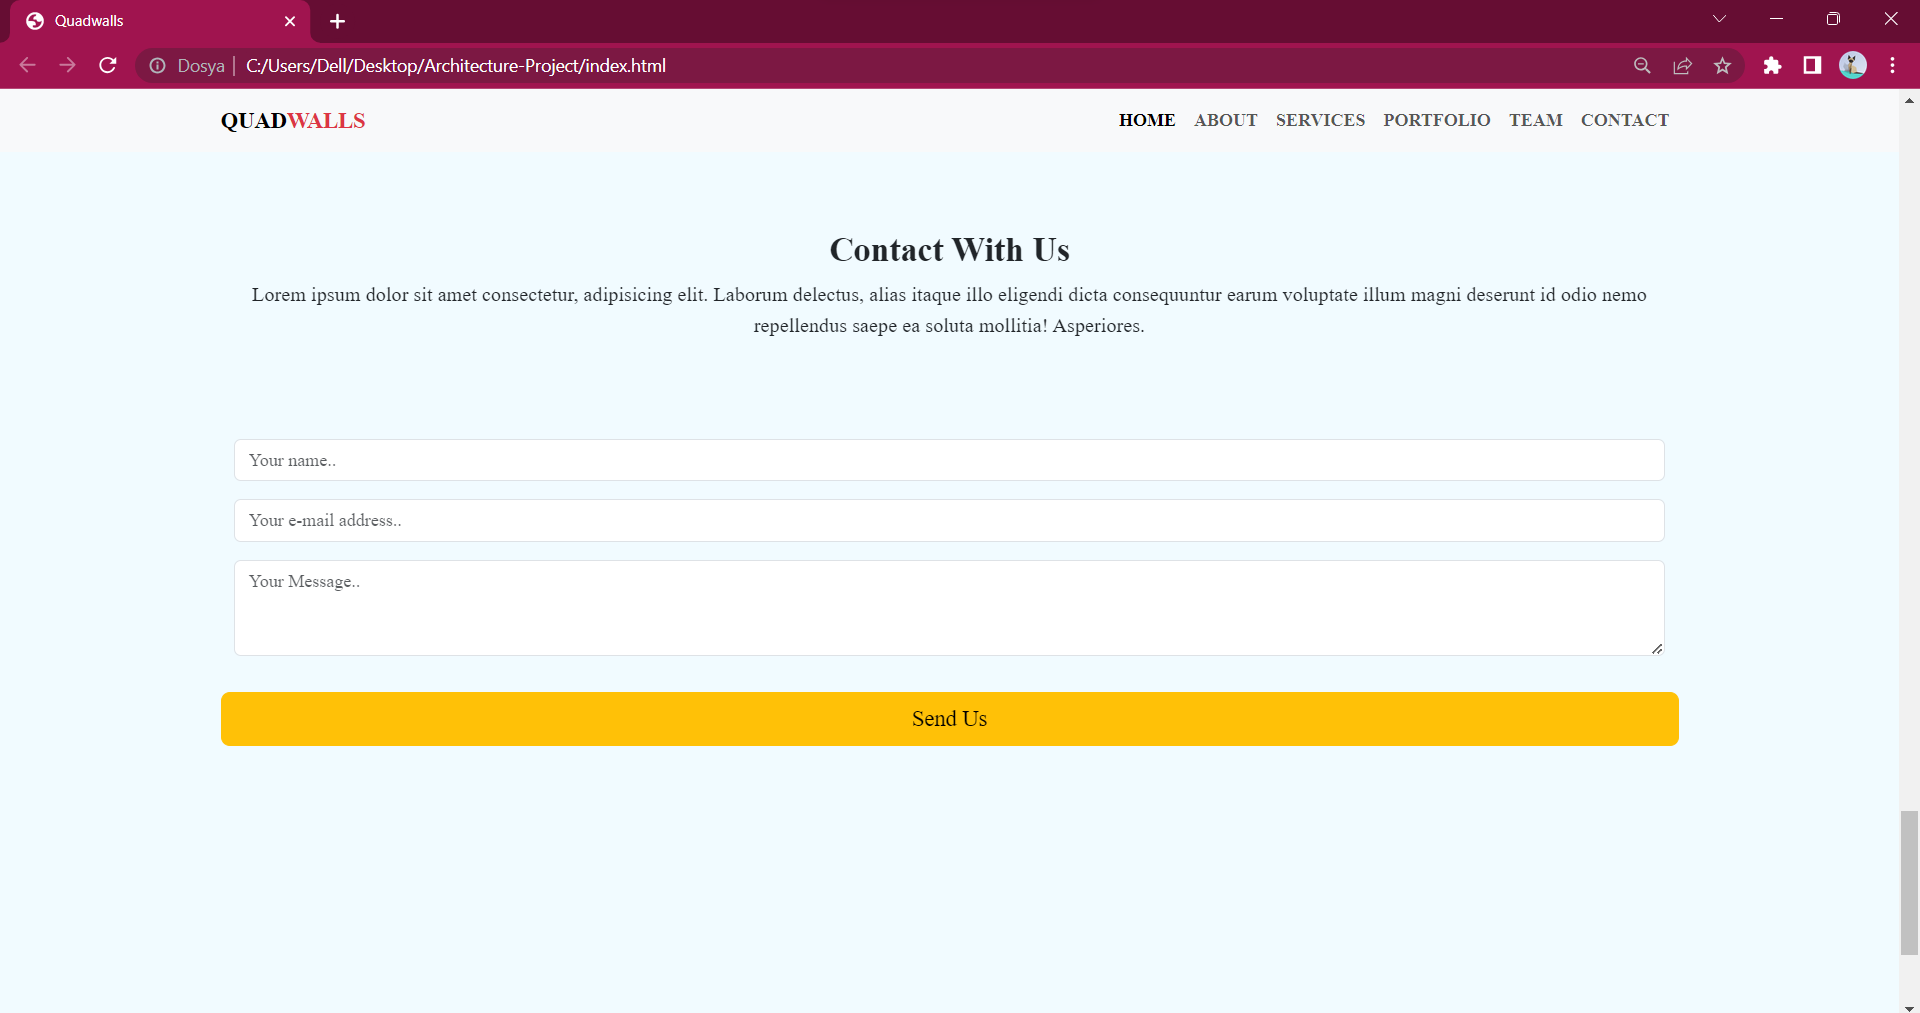 Quadwalls
Dosya | C:/Users/Dell/Desktop/Architecture-Project/index.html
QUADWALLS
HOME ABOUT SERVICES PORTFOLIO TEAM CONTACT
Contact With Us
Lorem ipsum dolor sit amet consectetur, adipisicing elit. Laborum delectus, alias itaque illo eligendi dicta consequuntur earum voluptate illum magni deserunt id odio nemo
repellendus saepe ea soluta mollitia! Asperiores.
Your name..
Your e-mail address..
Your Message..
Send Us